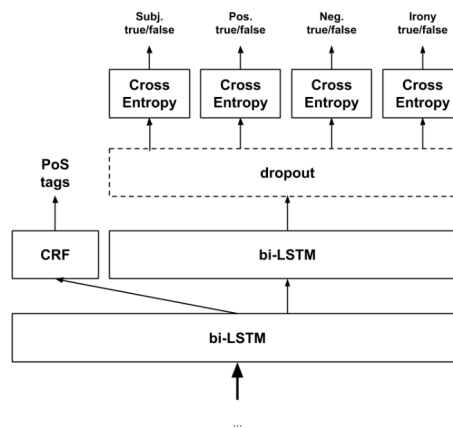 Subj.
true/false
Pos.
true/false
Neg.
true/false
Irony
true/false
Cross
Entropy
Cross
Entropy
Cross
Entropy
Cross
Entropy
dropout
PoS
tags
CRF
bi-LSTM
bi-LSTM
...